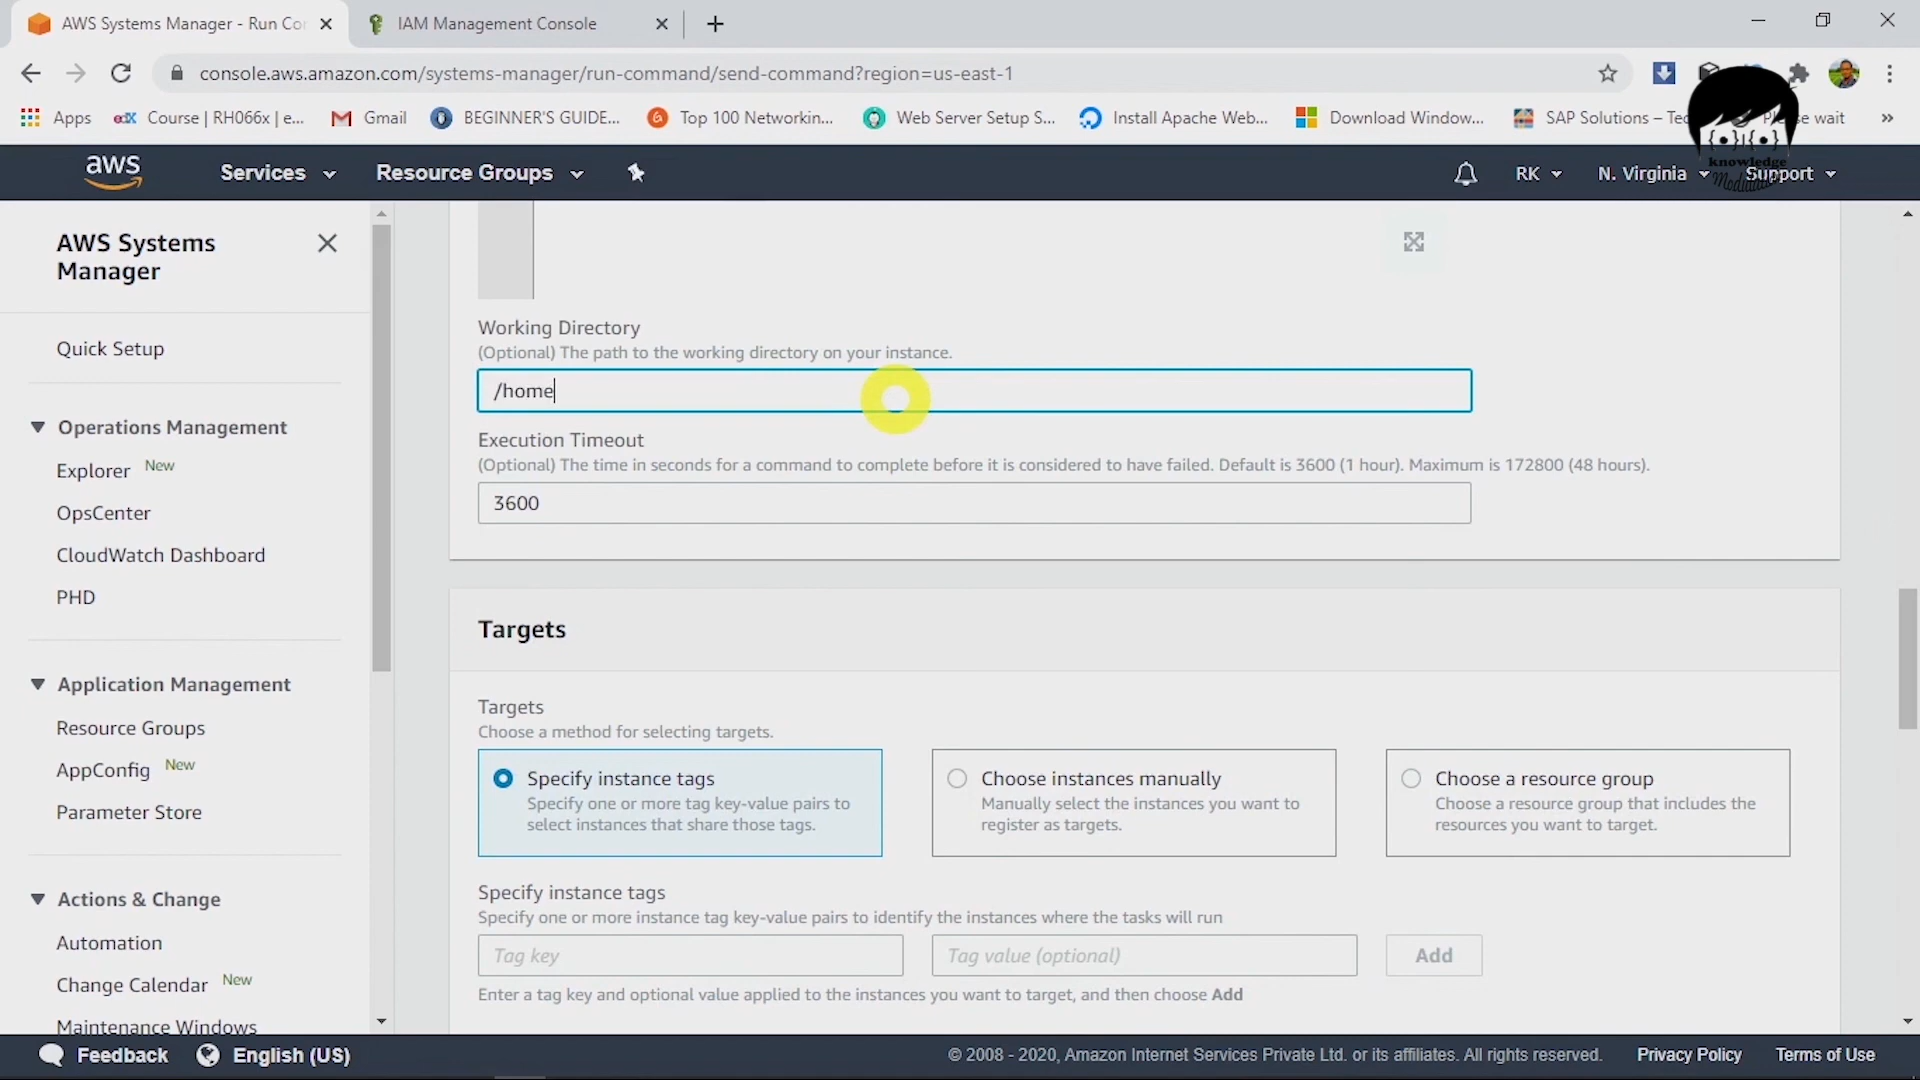 AWS Systems Manager - Run Co
IAM Management Console
console.aws.amazon.com/systems-manager/run-command/send-command?region=us-east-1
Apps
edX
Course | RH066x | e...
Gmail
BEGINNER'S GUIDE...
Top 100 Networkin...
Web Server Setup S...
Install Apache Web...
Download Window...
SAP Solutions – Tec
wait
»
knowledge
aws
Services
Resource Groups
RK
N. Virginia
Support
AWS Systems
Manager
Quick Setup
Operations Management
Explorer New
OpsCenter
CloudWatch Dashboard
PHD
Application Management
Resource Groups
AppConfig New
Parameter Store
Actions & Change
Automation
Change Calendar New
Maintenance Windows
Working Directory
(Optional) The path to the working directory on your instance.
/home
Execution Timeout
(Optional) The time in seconds for a command to complete before it is considered to have failed. Default is 3600 (1 hour). Maximum is 172800 (48 hours).
3600
Targets
Targets
Choose a method for selecting targets.
Specify instance tags
Specify one or more tag key-value pairs to
select instances that share those tags.
Choose instances manually
Manually select the instances you want to
register as targets.
Choose a resource group
Choose a resource group that includes the
resources you want to target.
Specify instance tags
Specify one or more instance tag key-value pairs to identify the instances where the tasks will run
Tag key
Tag value (optional)
Add
Enter a tag key and optional value applied to the instances you want to target, and then choose Add
Feedback
English (US)
© 2008 - 2020, Amazon Internet Services Private Ltd. or its affiliates. All rights reserved.
Privacy Policy
Terms of Use